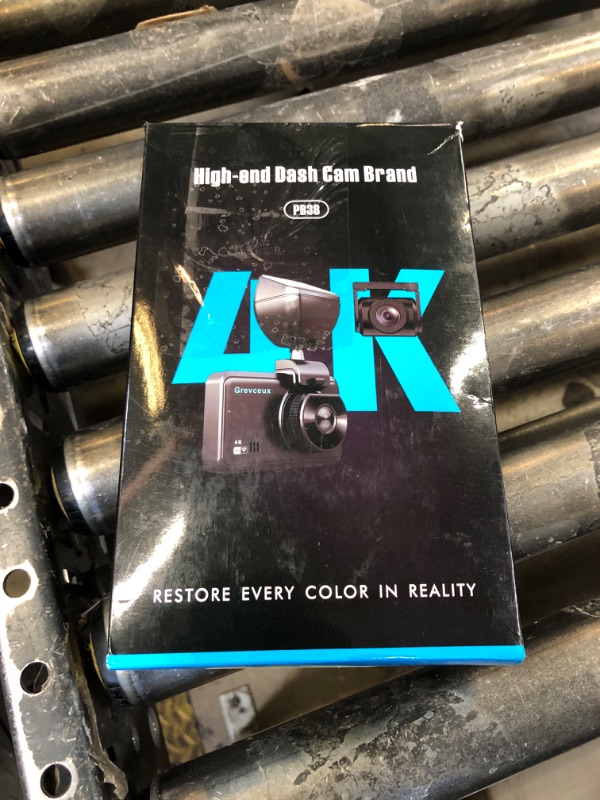 High-end Dash Cam Brand
PB38
4K
Grevceux
4K
RESTORE EVERY COLOR IN REALITY